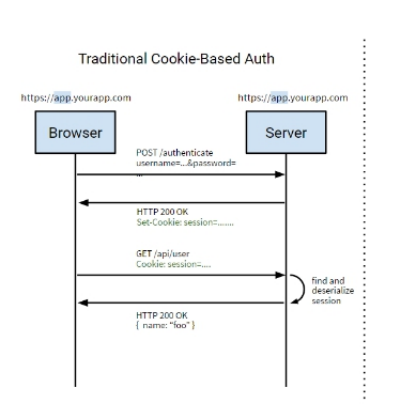 Traditional Cookie-Based Auth
https://app.yourapp.com
https://app.yourapp.com
Browser
Server
POST /authenticate
username=...&password=
...
HTTP 200 OK
Set-Cookie: session=.......
GET /api/user
Cookie: session=....
find and
deserialize
session
HTTP 200 OK
{ name: "foo" }